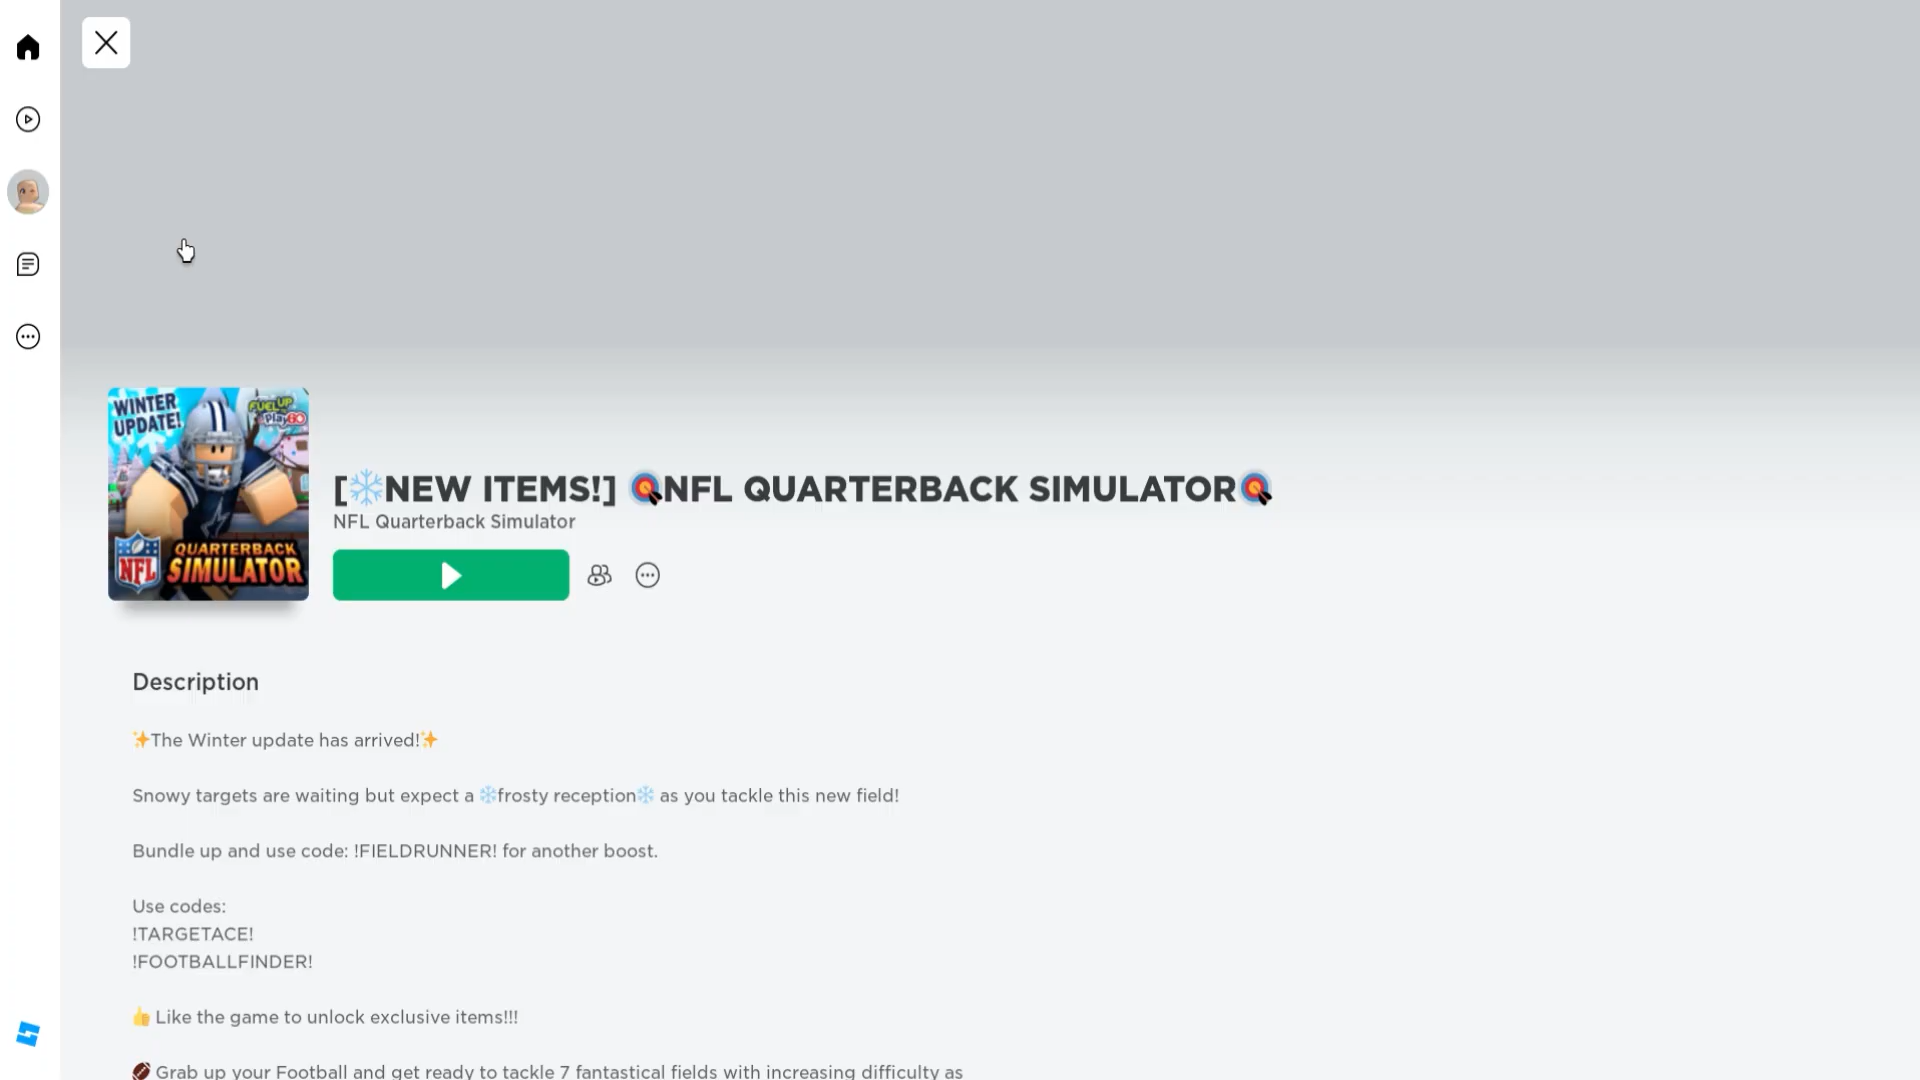 WINTER
UPDATE!
FUEL UP
Play60
NFL
QUARTERBACK
SIMULATOR
[❄️NEW ITEMS!] 🎯NFL QUARTERBACK SIMULATOR🎯
NFL Quarterback Simulator
Description
✨The Winter update has arrived!✨
Snowy targets are waiting but expect a ❄️frosty reception❄️ as you tackle this new field!
Bundle up and use code: !FIELDRUNNER! for another boost.
Use codes:
!TARGETACE!
!FOOTBALLFINDER!
👍 Like the game to unlock exclusive items!!!
🏈 Grab up your Football and get ready to tackle 7 fantastical fields with increasing difficulty as